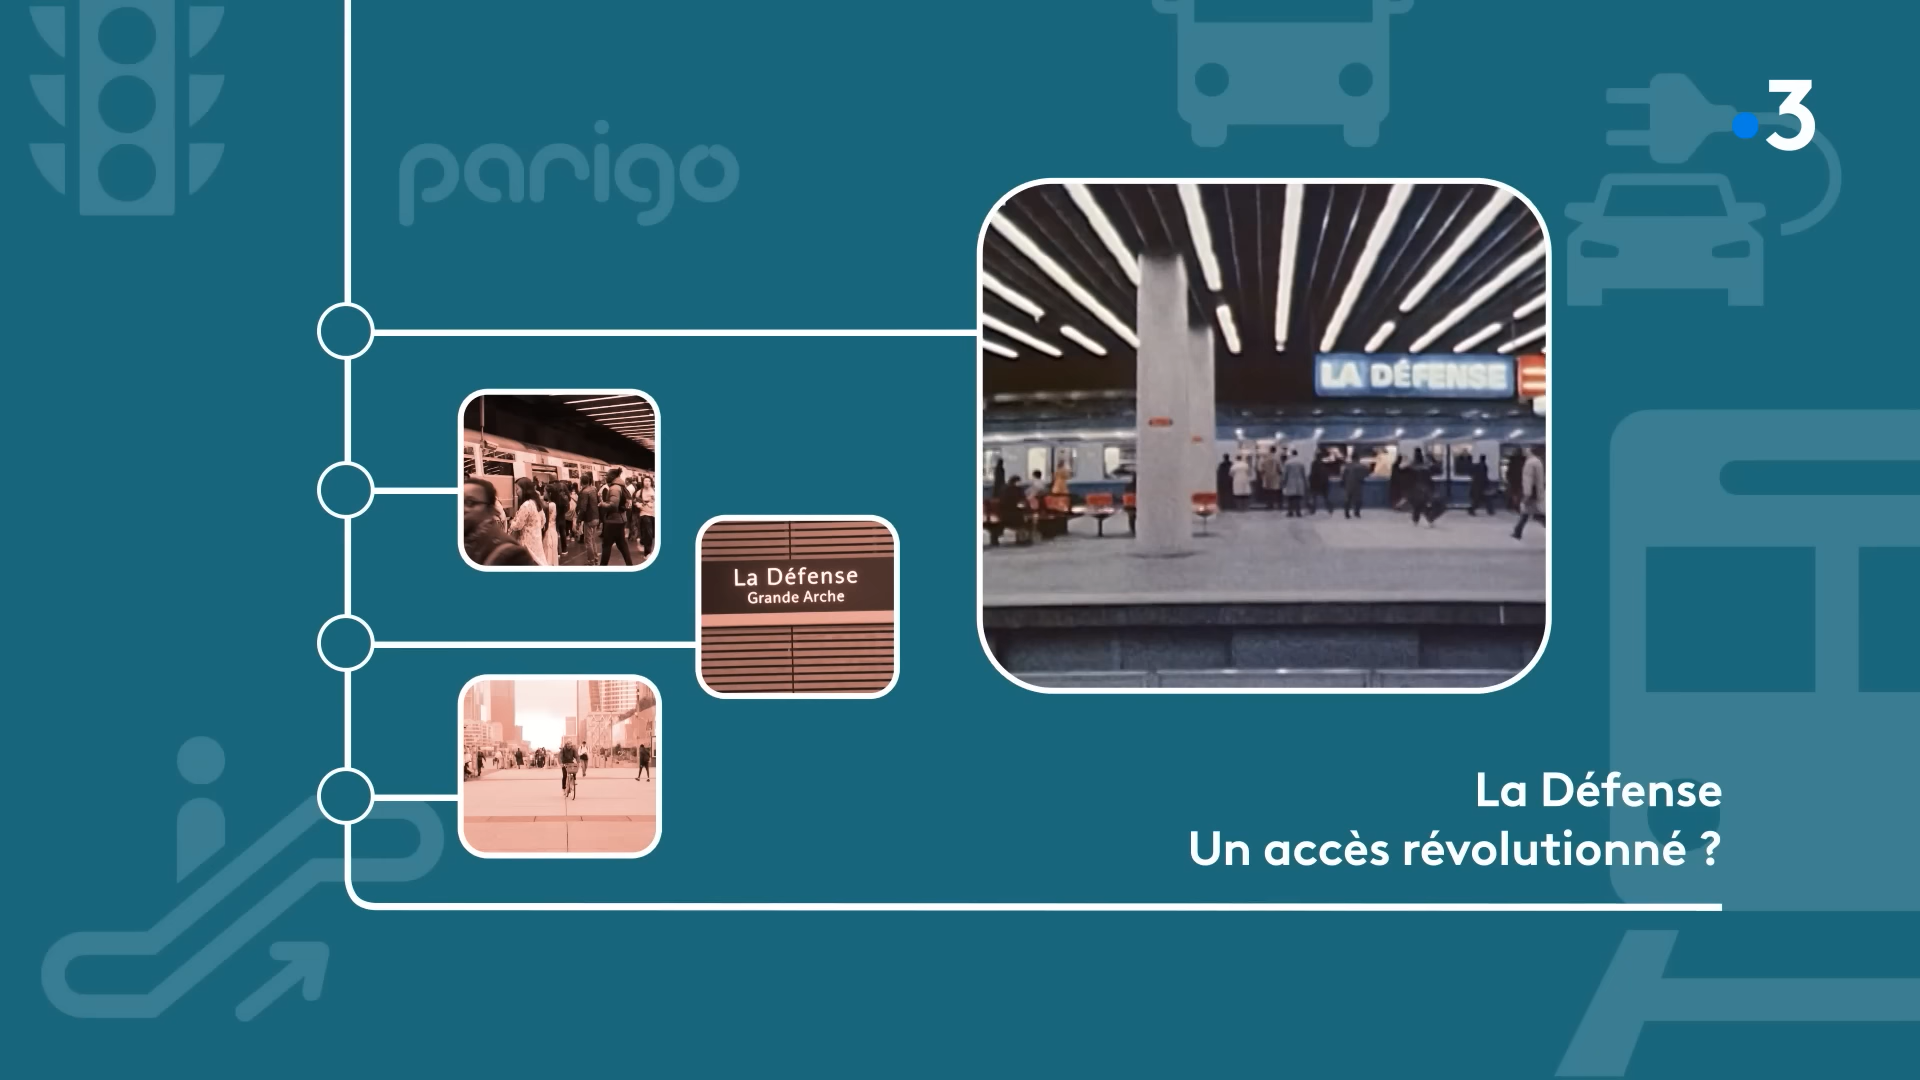 parigo
3
LA DÉFENSE
La Défense
Grande Arche
La Défense
Un accès révolutionné ?